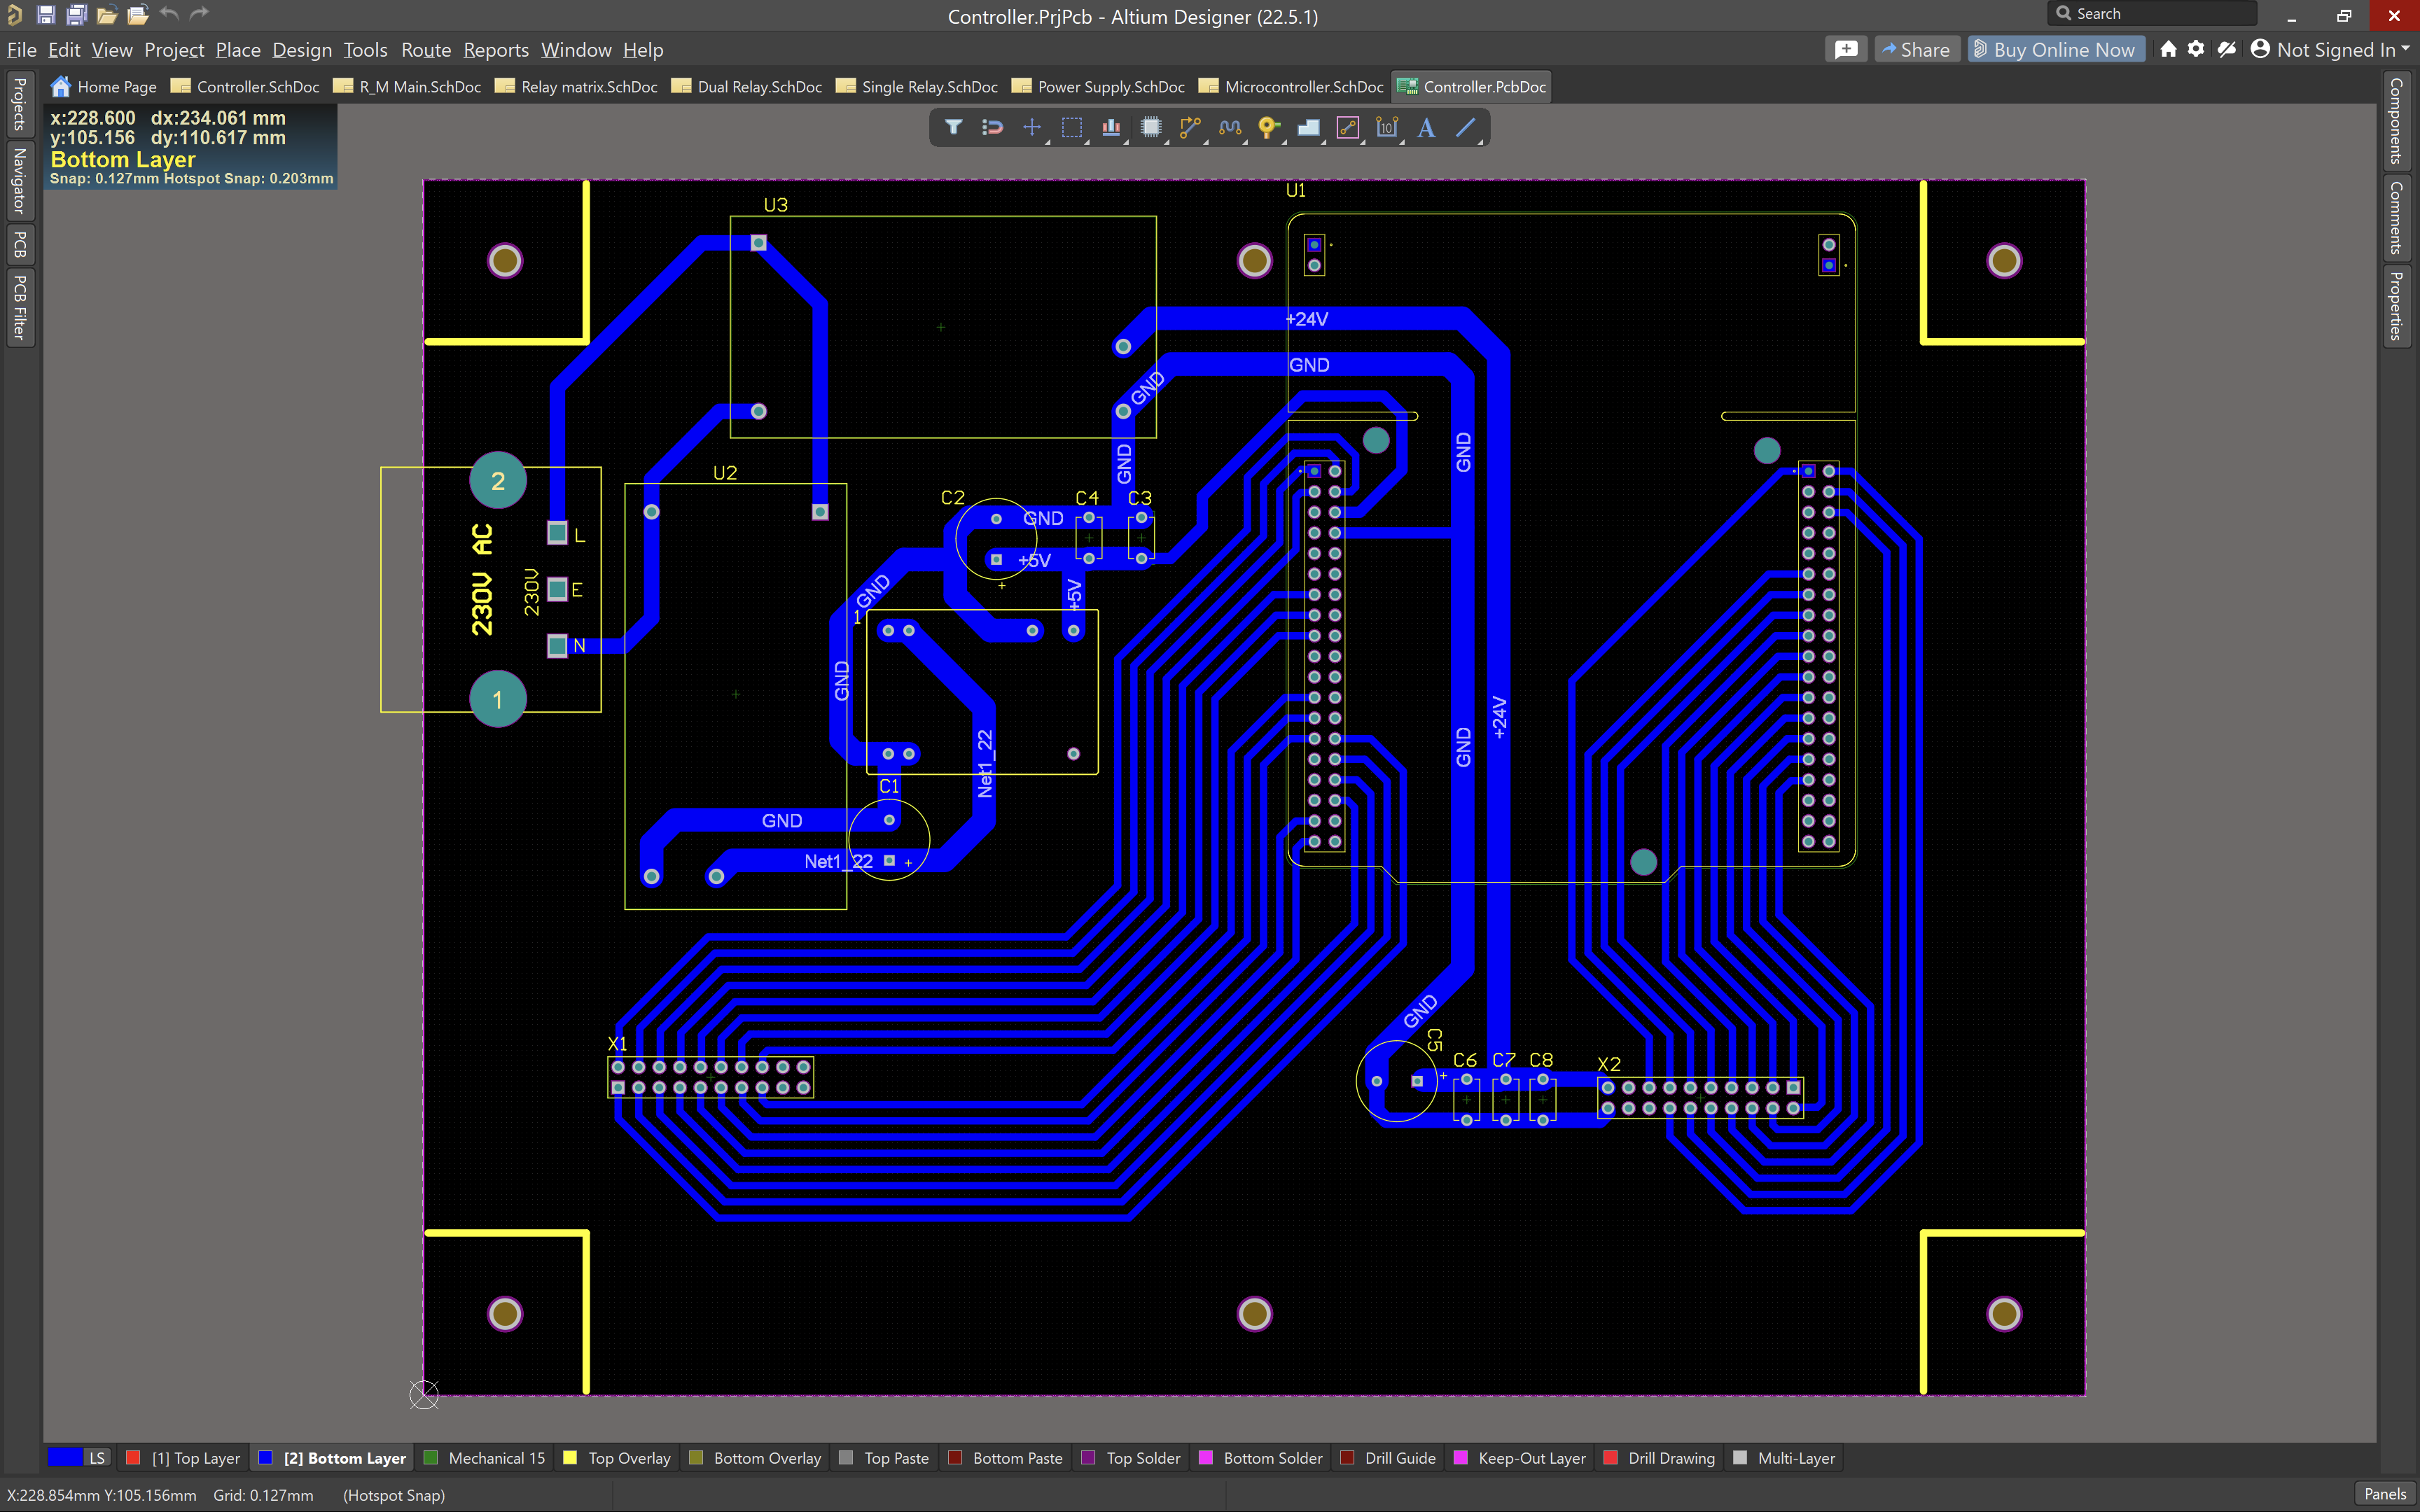 Controller.PrjPcb - Altium Designer (22.5.1)
Search
File Edit View Project Place Design Tools Route Reports Window Help
Share
Buy Online Now
Not Signed In
Home Page
Controller.SchDoc
R_M Main.SchDoc
Relay matrix.SchDoc
Dual Relay.SchDoc
Single Relay.SchDoc
Power Supply.SchDoc
Microcontroller.SchDoc
Controller.PcbDoc
Projects
Navigator
PCB
PCB Filter
Components
Comments
Properties
x:228.600 dx:234.061 mm
y:105.156 dy:110.617 mm
Bottom Layer
Snap: 0.127mm Hotspot Snap: 0.203mm
U1
U3
+24V
GND
GND
GND
GND
U2
2
230V AC
230V
L
E
N
1
C2
C4
C3
GND
+5V
+5V
+
GND
1
GND
Net1_22
C1
GND
Net1_22
+
GND
+24V
GND
C5
+
C6
C7
C8
X1
X2
LS
[1] Top Layer
[2] Bottom Layer
Mechanical 15
Top Overlay
Bottom Overlay
Top Paste
Bottom Paste
Top Solder
Bottom Solder
Drill Guide
Keep-Out Layer
Drill Drawing
Multi-Layer
X:228.854mm Y:105.156mm Grid: 0.127mm (Hotspot Snap)
Panels